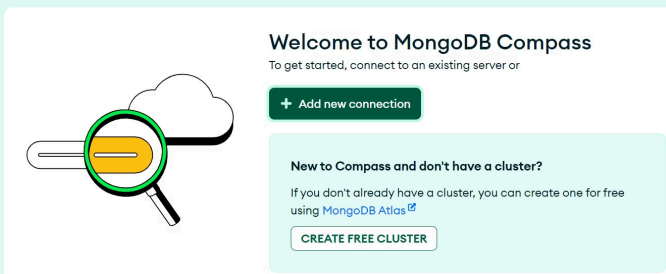 Welcome to MongoDB Compass
To get started, connect to an existing server or
+ Add new connection
New to Compass and don't have a cluster?
If you don't already have a cluster, you can create one for free
using MongoDB Atlas
CREATE FREE CLUSTER